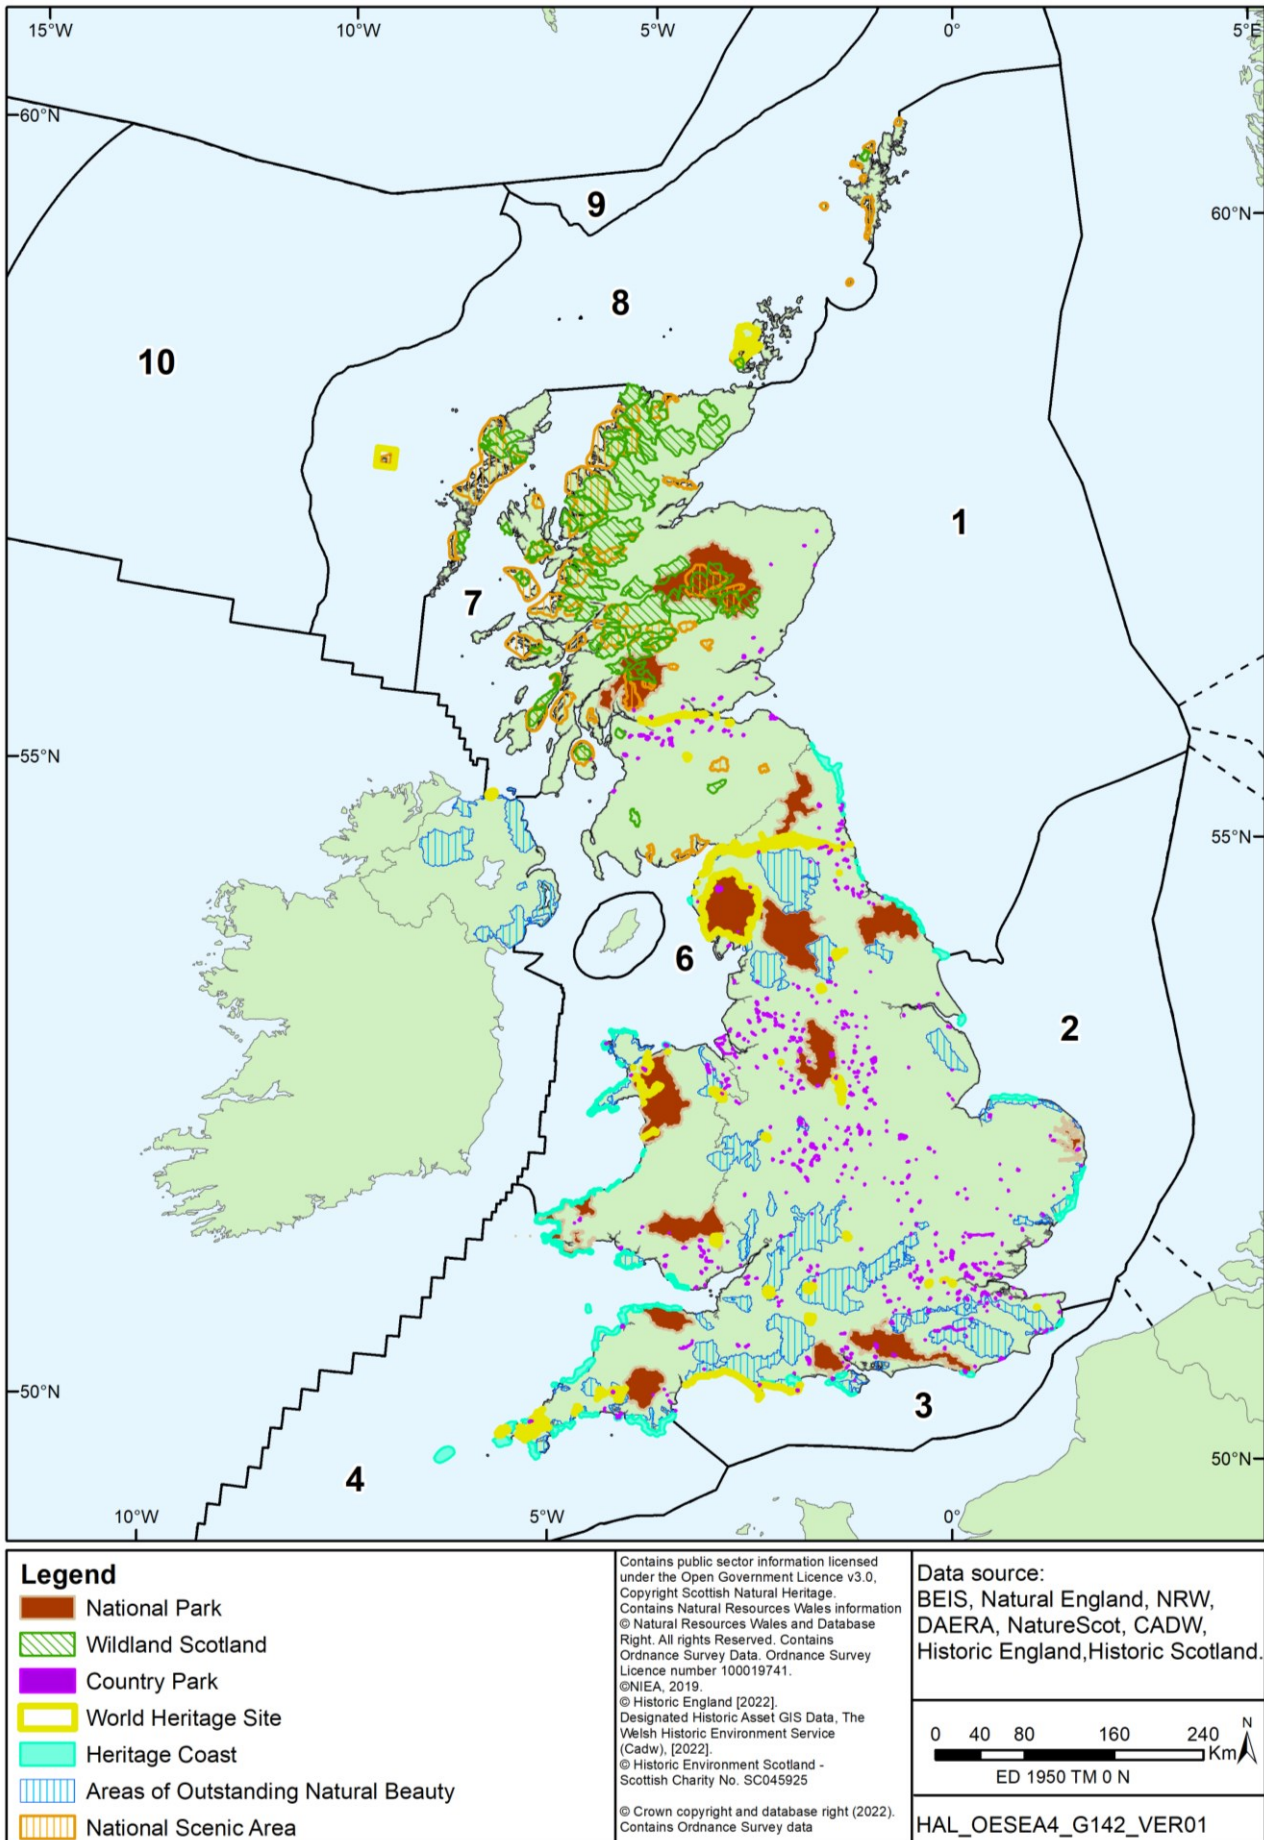 15°W 10°W 5°W 0° 5°E
60°N
60°N
9
8
10
1
7
55°N
55°N
6
2
50°N
3
50°N
4
10°W 5°W 0°
Legend
National Park
Wildland Scotland
Country Park
World Heritage Site
Heritage Coast
Areas of Outstanding Natural Beauty
National Scenic Area
Contains public sector information licensed
under the Open Government Licence v3.0,
Copyright Scottish Natural Heritage.
Contains Natural Resources Wales information
© Natural Resources Wales and Database
Right. All rights Reserved. Contains
Ordnance Survey Data. Ordnance Survey
Licence number 100019741.
©NIEA, 2019.
© Historic England [2022].
Designated Historic Asset GIS Data, The
Welsh Historic Environment Service
(Cadw), [2022].
© Historic Environment Scotland -
Scottish Charity No. SC045925
© Crown copyright and database right (2022).
Contains Ordnance Survey data
Data source:
BEIS, Natural England, NRW,
DAERA, NatureScot, CADW,
Historic England,Historic Scotland.
0 40 80 160 240
Km
N
ED 1950 TM 0 N
HAL_OESEA4_G142_VER01